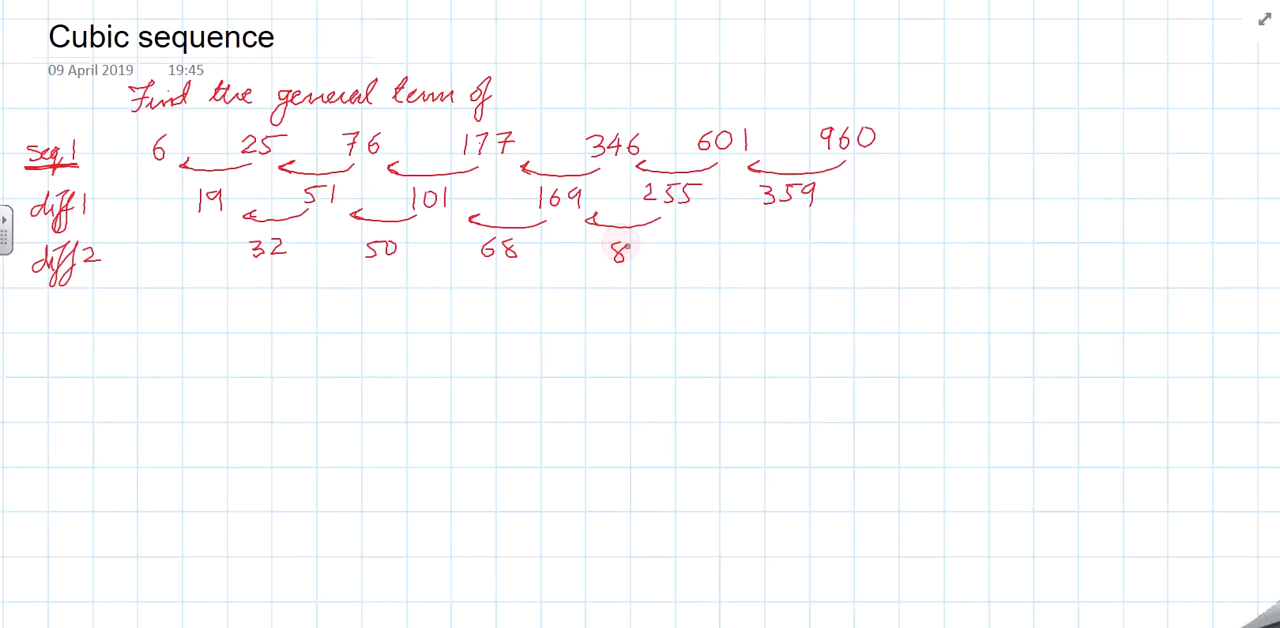 Cubic sequence
09 April 2019 19:45
Find the general term of
seq 1 6 25 76 177 346 601 960
diff 1 19 51 101 169 255 359
diff 2 32 50 68 8